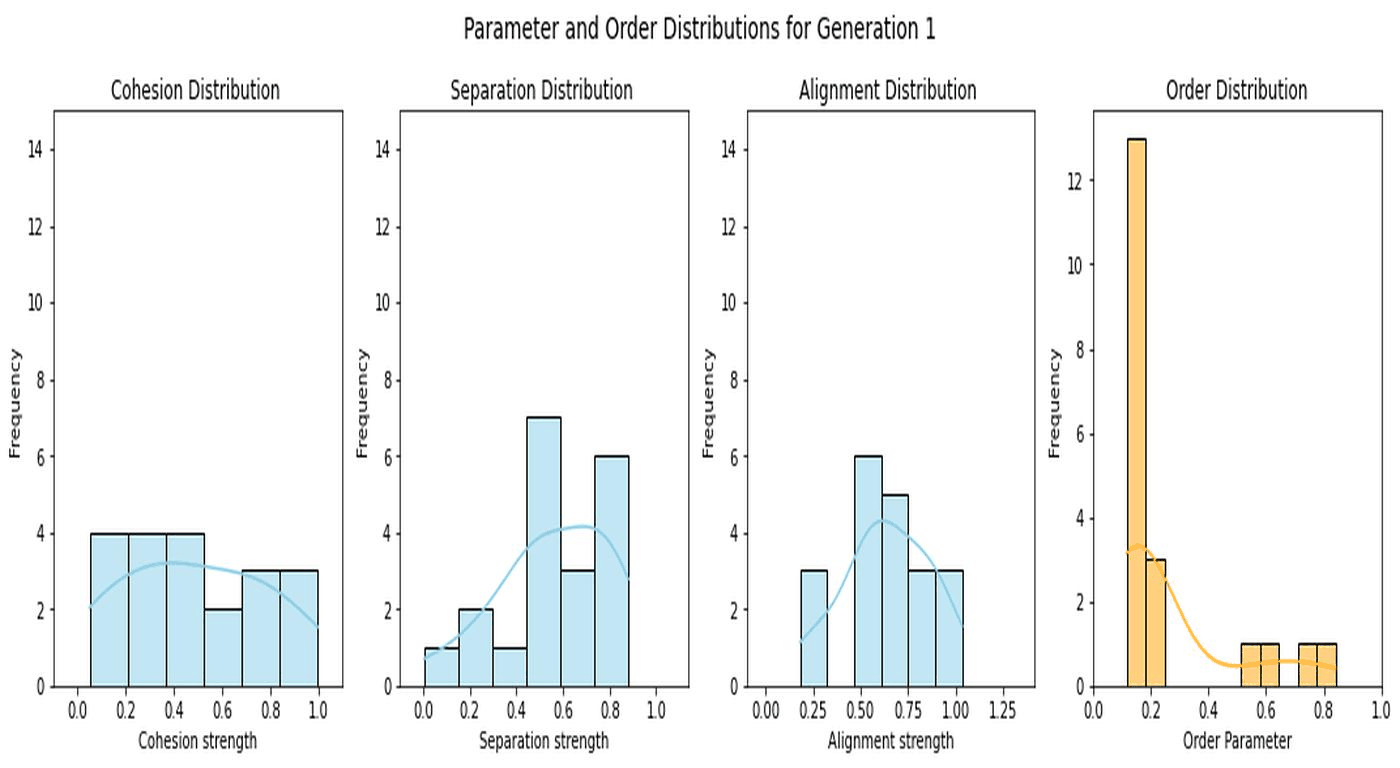 Parameter and Order Distributions for Generation 1
Cohesion Distribution
Frequency
14
12
10
8
6
4
2
0
0.0 0.2 0.4 0.6 0.8 1.0
Cohesion strength
Separation Distribution
Frequency
14
12
10
8
6
4
2
0
0.0 0.2 0.4 0.6 0.8 1.0
Separation strength
Alignment Distribution
Frequency
14
12
10
8
6
4
2
0
0.00 0.25 0.50 0.75 1.00 1.25
Alignment strength
Order Distribution
Frequency
12
10
8
6
4
2
0
0.0 0.2 0.4 0.6 0.8 1.0
Order Parameter